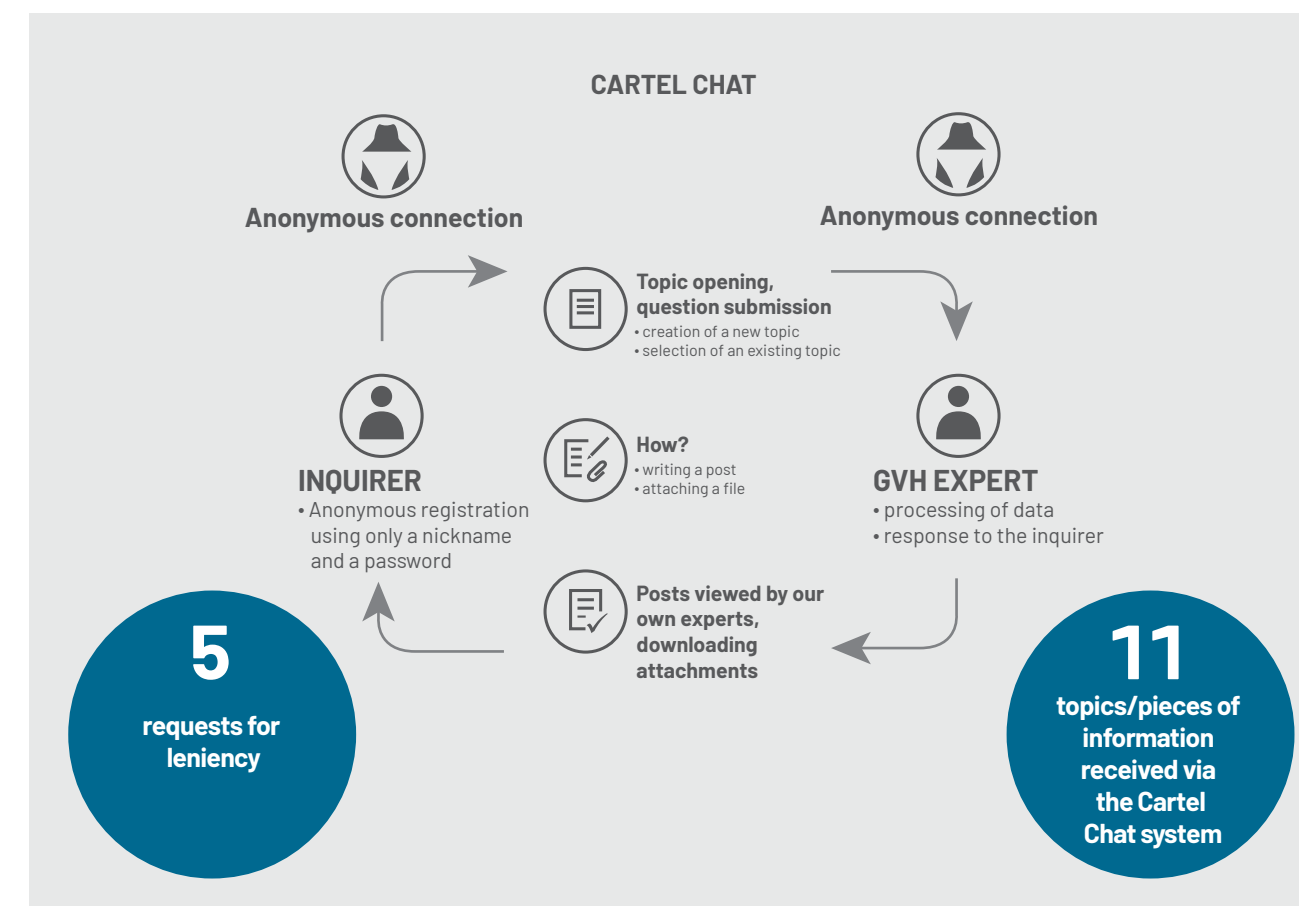 CARTEL CHAT
Anonymous connection
Anonymous connection
Topic opening,
question submission
• creation of a new topic
• selection of an existing topic
INQUIRER
• Anonymous registration
using only a nickname
and a password
How?
• writing a post
• attaching a file
GVH EXPERT
• processing of data
• response to the inquirer
Posts viewed by our
own experts,
downloading
attachments
5
requests for
leniency
11
topics/pieces of
information
received via
the Cartel
Chat system